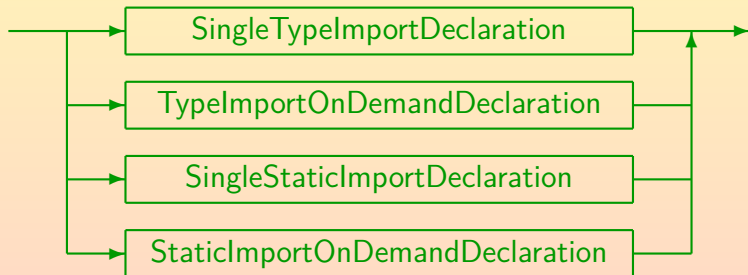 SingleTypeImportDeclaration
TypeImportOnDemandDeclaration
SingleStaticImportDeclaration
StaticImportOnDemandDeclaration